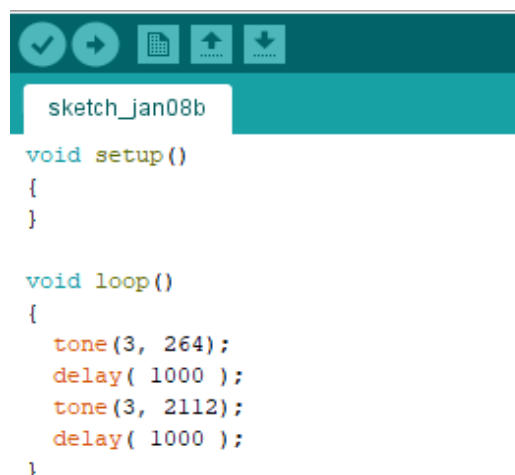 sketch_jan08b
void setup()
{
}
void loop()
{
  tone(3, 264);
  delay( 1000 );
  tone(3, 2112);
  delay( 1000 );
}